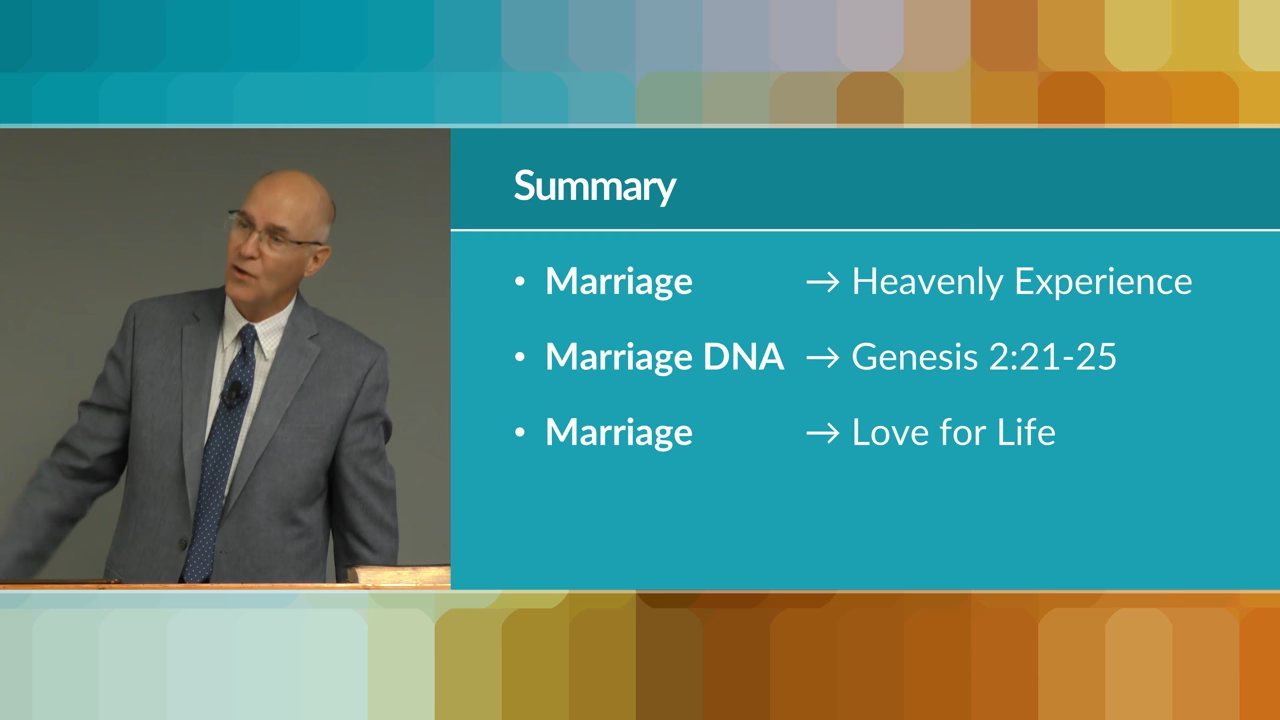 Summary
• Marriage → Heavenly Experience
• Marriage DNA → Genesis 2:21-25
• Marriage → Love for Life